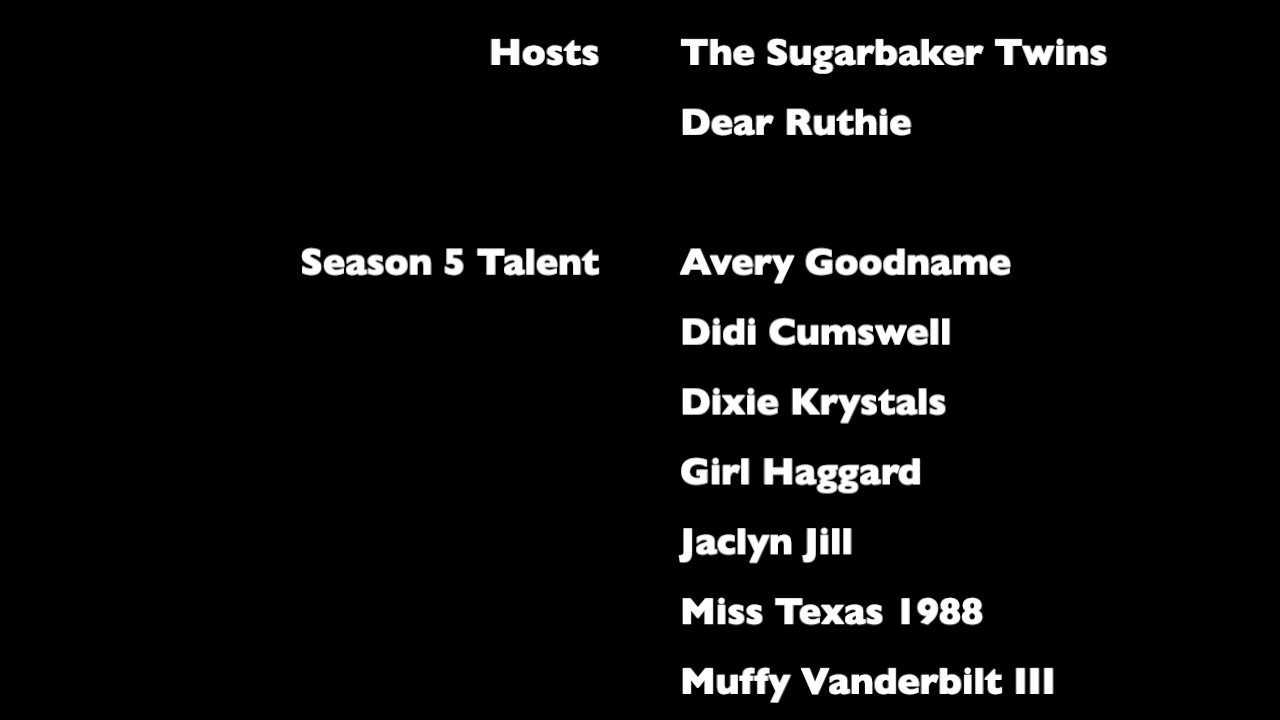 Hosts The Sugarbaker Twins
Dear Ruthie
Season 5 Talent Avery Goodname
Didi Cumswell
Dixie Krystals
Girl Haggard
Jaclyn Jill
Miss Texas 1988
Muffy Vanderbilt III